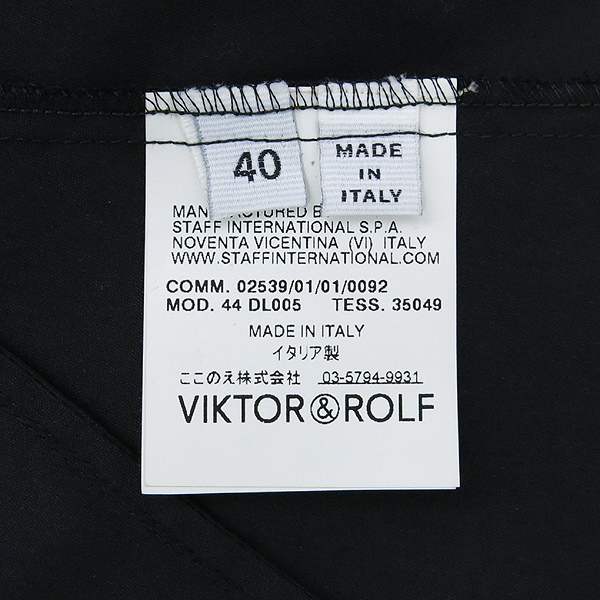 40
MADE
IN
ITALY
MANUFACTURED BY
STAFF INTERNATIONAL S.P.A.
NOVENTA VICENTINA (VI) ITALY
WWW.STAFFINTERNATIONAL.COM
COMM. 02539/01/01/0092
MOD. 44 DL005 TESS. 35049
MADE IN ITALY
イタリア製
ここのえ株式会社 03-5794-9931
VIKTOR&ROLF